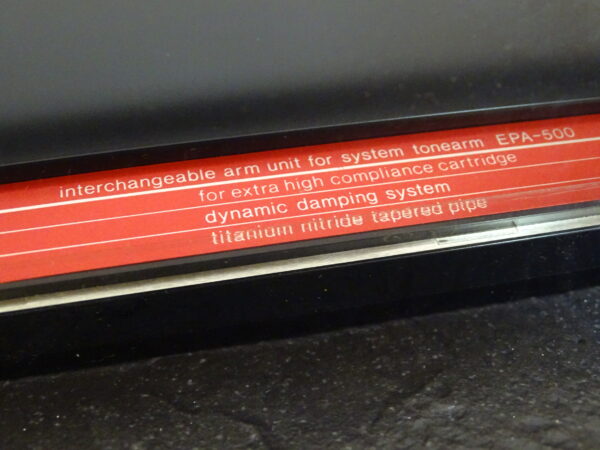 interchangeable arm unit for system tonearm EPA-500
for extra high compliance cartridge
dynamic damping system
titanium nitride tapered pipe